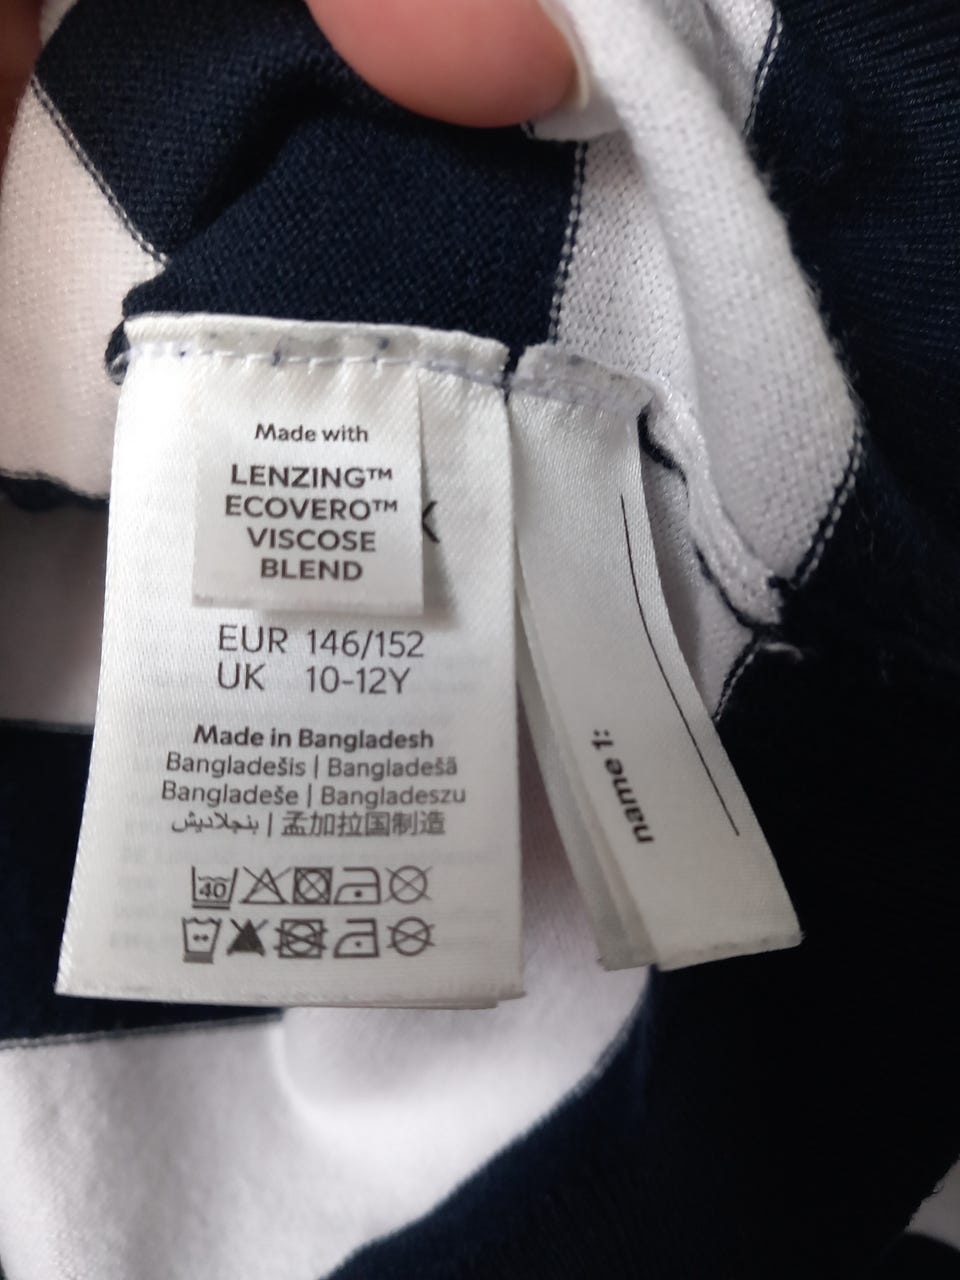 Made with
LENZING™
ECOVERO™
VISCOSE
BLEND
EUR 146/152
UK 10-12Y
Made in Bangladesh
Bangladešis | Bangladešā
Bangladeše | Bangladeszu
بنجلاديش | 孟加拉国制造
40
name 1: